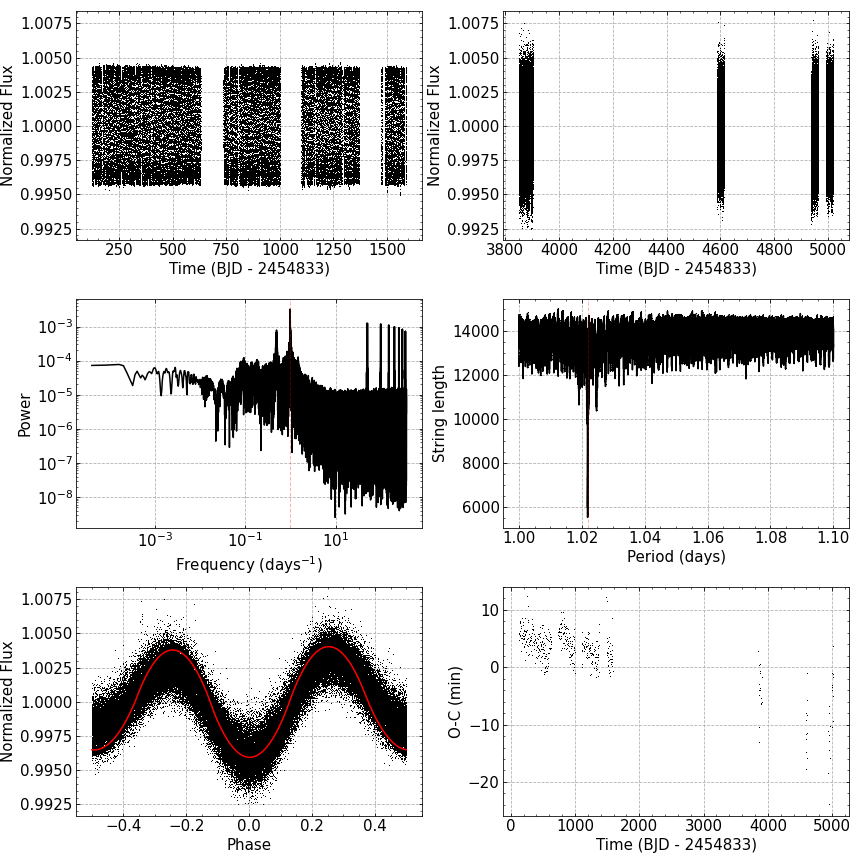 Normalized Flux
1.0075
1.0050
1.0025
1.0000
0.9975
0.9950
0.9925
250 500 750 1000 1250 1500
Time (BJD - 2454833)
Normalized Flux
1.0075
1.0050
1.0025
1.0000
0.9975
0.9950
0.9925
3800 4000 4200 4400 4600 4800 5000
Time (BJD - 2454833)
Power
10⁻³
10⁻⁴
10⁻⁵
10⁻⁶
10⁻⁷
10⁻⁸
10⁻³ 10⁻¹ 10¹
Frequency (days⁻¹)
String length
14000
12000
10000
8000
6000
1.00 1.02 1.04 1.06 1.08 1.10
Period (days)
Normalized Flux
1.0075
1.0050
1.0025
1.0000
0.9975
0.9950
0.9925
−0.4 −0.2 0.0 0.2 0.4
Phase
O-C (min)
10
0
−10
−20
0 1000 2000 3000 4000 5000
Time (BJD - 2454833)